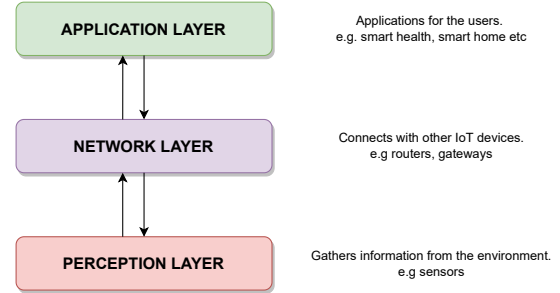 APPLICATION LAYER
Applications for the users.
e.g. smart health, smart home etc
NETWORK LAYER
Connects with other IoT devices.
e.g routers, gateways
PERCEPTION LAYER
Gathers information from the environment.
e.g sensors